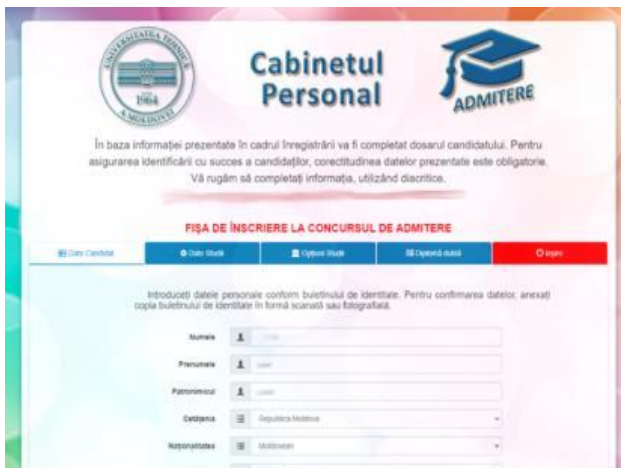 UNIVERSITATEA TEHNICĂ
1964
A MOLDOVEI
Cabinetul
Personal
ADMITERE
În baza informației prezentate în cadrul înregistrării va fi completat dosarul candidatului. Pentru
asigurarea identificării cu succes a candidaților, corectitudinea datelor prezentate este obligatorie.
Vă rugăm să completați informația, utilizând diacritice.
FIȘA DE ÎNSCRIERE LA CONCURSUL DE ADMITERE
Date Candidat Date Studii Opțiuni Studii Diplomă dublă Ieșire
Introduceți datele personale conform buletinului de identitate. Pentru confirmarea datelor, anexați
copia buletinului de identitate în formă scanată sau fotografiată.
Numele
Prenumele
Patronimicul
Cetățenia Republica Moldova
Naționalitatea Moldovean